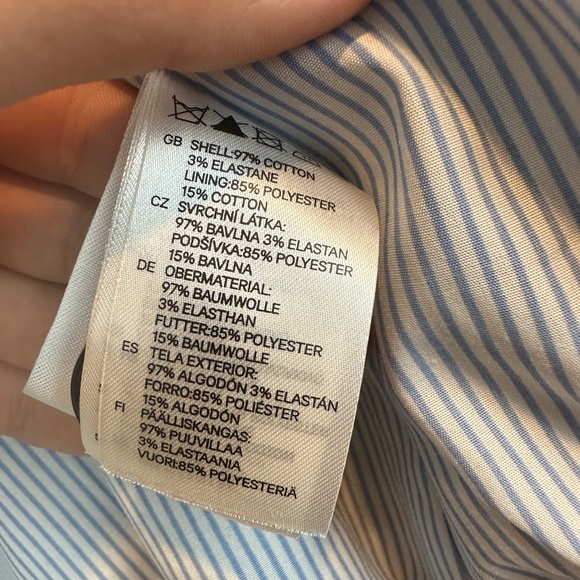 GB SHELL:97% COTTON
3% ELASTANE
LINING:85% POLYESTER
15% COTTON
CZ SVRCHNÍ LÁTKA:
97% BAVLNA 3% ELASTAN
PODŠÍVKA:85% POLYESTER
15% BAVLNA
DE OBERMATERIAL:
97% BAUMWOLLE
3% ELASTHAN
FUTTER:85% POLYESTER
15% BAUMWOLLE
ES TELA EXTERIOR:
97% ALGODÓN 3% ELASTÁN
FORRO:85% POLIÉSTER
15% ALGODÓN
FI PÄÄLLISKANGAS:
97% PUUVILLAA
3% ELASTAANIA
VUORI:85% POLYESTERIÄ